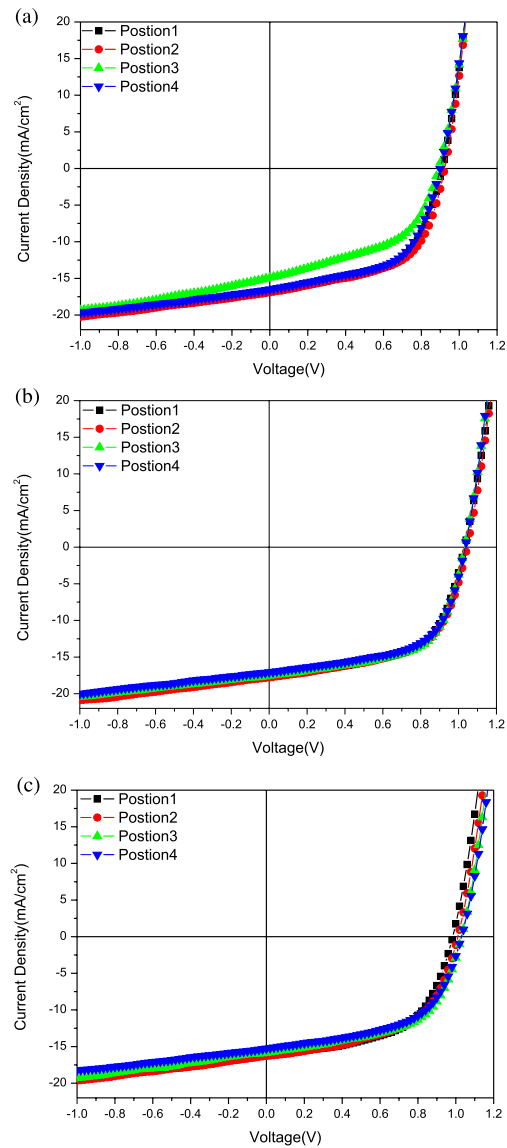 (a)
Postion1
Postion2
Postion3
Postion4
20
15
10
5
0
-5
-10
-15
-20
Current Density(mA/cm²)
-1.0 -0.8 -0.6 -0.4 -0.2 0.0 0.2 0.4 0.6 0.8 1.0 1.2
Voltage(V)
(b)
Postion1
Postion2
Postion3
Postion4
20
15
10
5
0
-5
-10
-15
-20
Current Density(mA/cm²)
-1.0 -0.8 -0.6 -0.4 -0.2 0.0 0.2 0.4 0.6 0.8 1.0 1.2
Voltage(V)
(c)
Postion1
Postion2
Postion3
Postion4
20
15
10
5
0
-5
-10
-15
-20
Current Density(mA/cm²)
-1.0 -0.8 -0.6 -0.4 -0.2 0.0 0.2 0.4 0.6 0.8 1.0 1.2
Voltage(V)